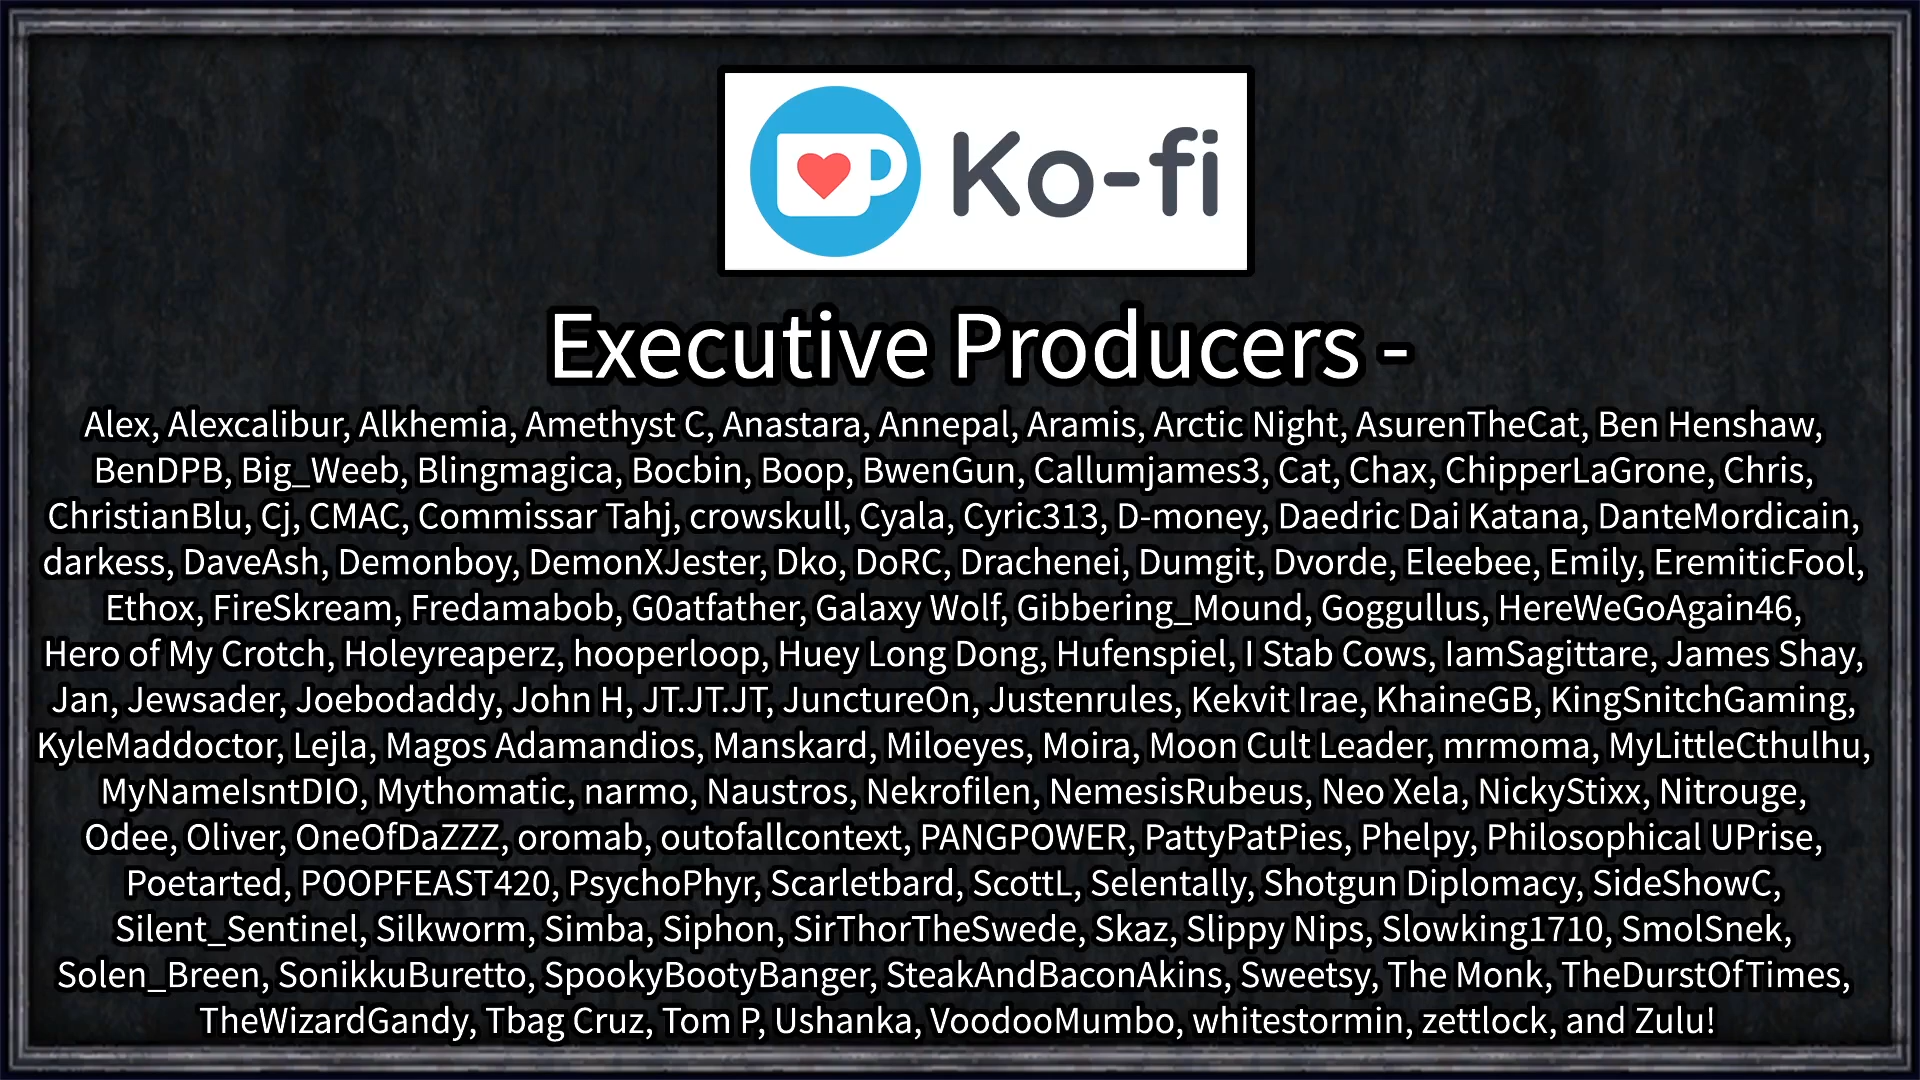 Ko-fi
Executive Producers -
Alex, Alexcalibur, Alkhemia, Amethyst C, Anastara, Annepal, Aramis, Arctic Night, AsurenTheCat, Ben Henshaw,
BenDPB, Big_Weeb, Blingmagica, Bocbin, Boop, BwenGun, Callumjames3, Cat, Chax, ChipperLaGrone, Chris,
ChristianBlu, Cj, CMAC, Commissar Tahj, crowskull, Cyala, Cyric313, D-money, Daedric Dai Katana, DanteMordicain,
darkess, DaveAsh, Demonboy, DemonXJester, Dko, DoRC, Drachenei, Dumgit, Dvorde, Eleebee, Emily, EremiticFool,
Ethox, FireSkream, Fredamabob, G0atfather, Galaxy Wolf, Gibbering_Mound, Goggullus, HereWeGoAgain46,
Hero of My Crotch, Holeyreaperz, hooperloop, Huey Long Dong, Hufenspiel, I Stab Cows, IamSagittare, James Shay,
Jan, Jewsader, Joebodaddy, John H, JT.JT.JT, JunctureOn, Justenrules, Kekvit Irae, KhaineGB, KingSnitchGaming,
KyleMaddoctor, Lejla, Magos Adamandios, Manskard, Miloeyes, Moira, Moon Cult Leader, mrmoma, MyLittleCthulhu,
MyNameIsntDIO, Mythomatic, narmo, Naustros, Nekrofilen, NemesisRubeus, Neo Xela, NickyStixx, Nitrouge,
Odee, Oliver, OneOfDaZZZ, oromab, outofallcontext, PANGPOWER, PattyPatPies, Phelpy, Philosophical UPrise,
Poetarted, POOPFEAST420, PsychoPhyr, Scarletbard, ScottL, Selentally, Shotgun Diplomacy, SideShowC,
Silent_Sentinel, Silkworm, Simba, Siphon, SirThorTheSwede, Skaz, Slippy Nips, Slowking1710, SmolSnek,
Solen_Breen, SonikkuBuretto, SpookyBootyBanger, SteakAndBaconAkins, Sweetsy, The Monk, TheDurstOfTimes,
TheWizardGandy, Tbag Cruz, Tom P, Ushanka, VoodooMumbo, whitestormin, zettlock, and Zulu!